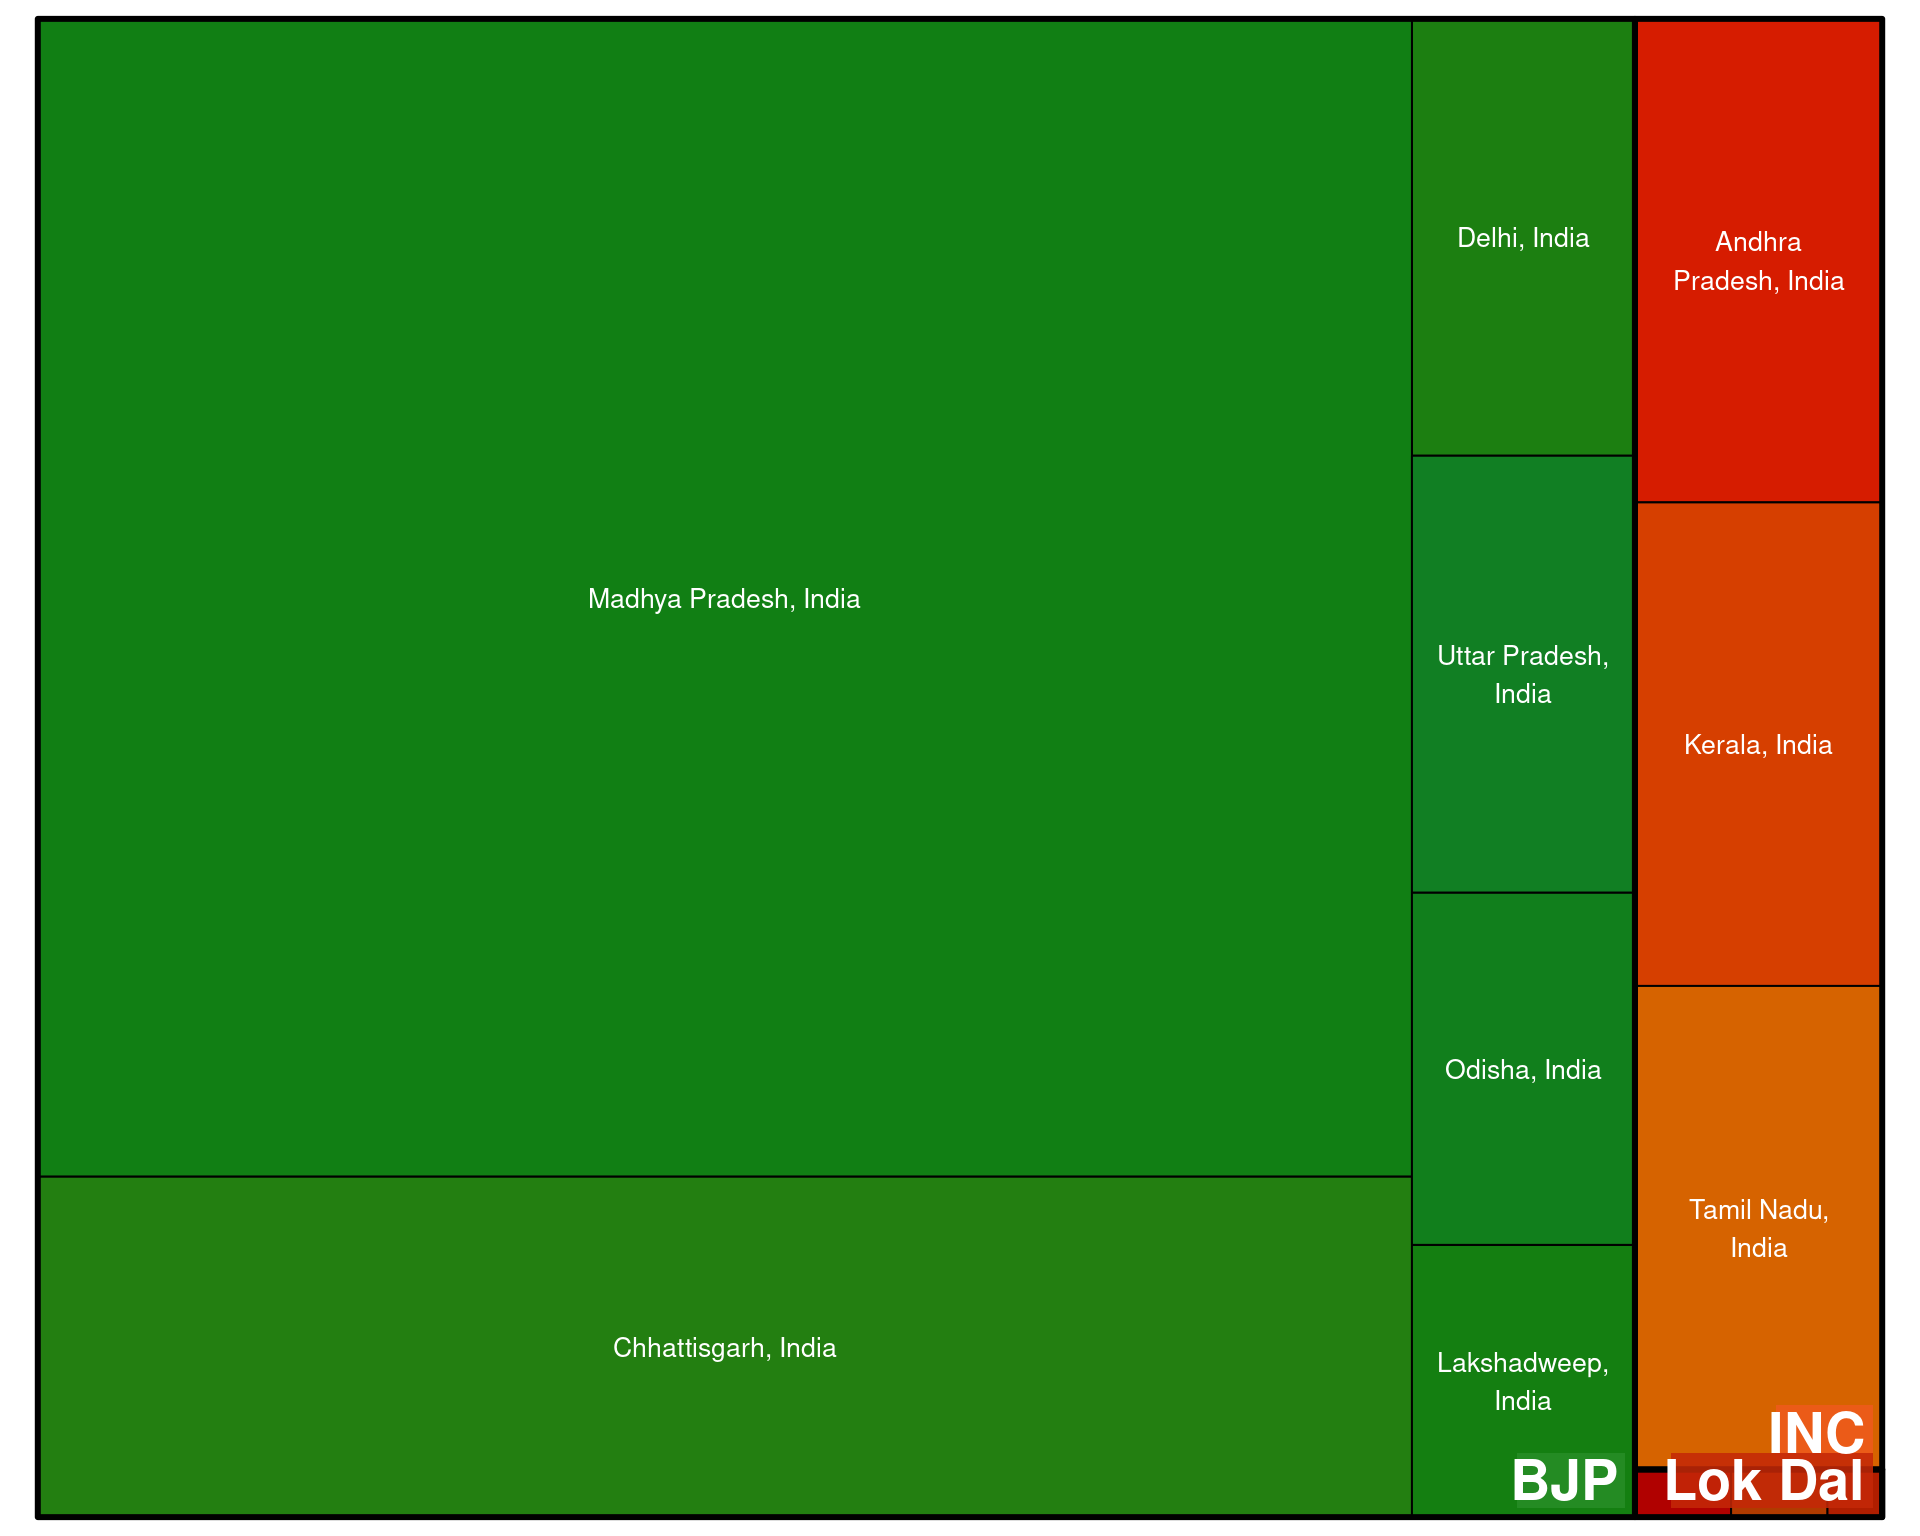 Madhya Pradesh, India
Chhattisgarh, India
Delhi, India
Uttar Pradesh,
India
Odisha, India
Lakshadweep,
India
BJP
Andhra
Pradesh, India
Kerala, India
Tamil Nadu,
India
INC
Lok Dal